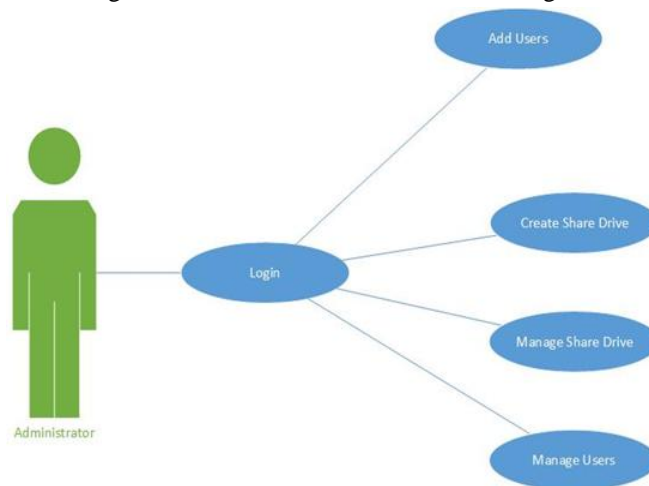 Add Users
Create Share Drive
Login
Manage Share Drive
Administrator
Manage Users